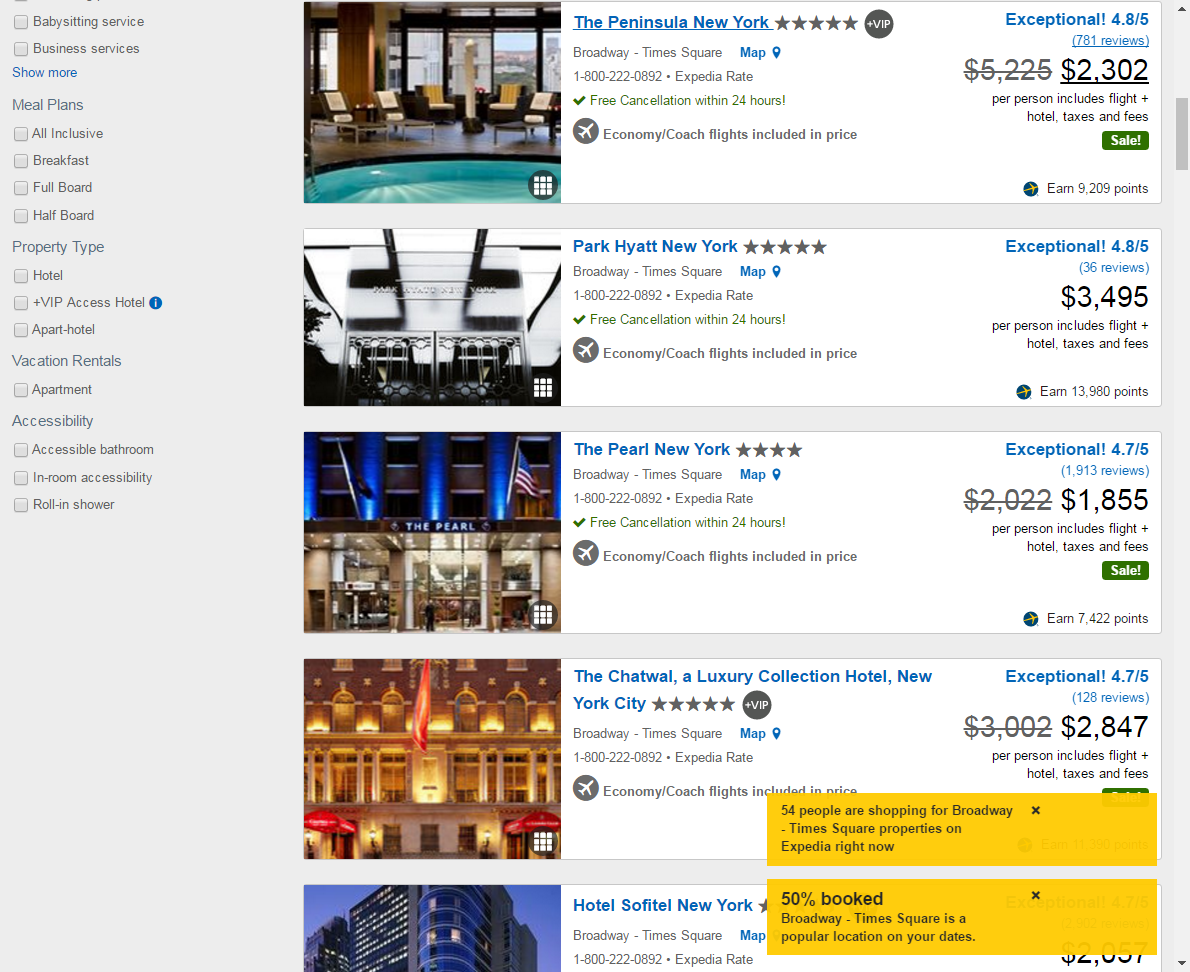 Babysitting service
Business services
Show more
Meal Plans
All Inclusive
Breakfast
Full Board
Half Board
Property Type
Hotel
+VIP Access Hotel i
Apart-hotel
Vacation Rentals
Apartment
Accessibility
Accessible bathroom
In-room accessibility
Roll-in shower
The Peninsula New York +VIP
Broadway - Times Square Map
1-800-222-0892 • Expedia Rate
Free Cancellation within 24 hours!
Economy/Coach flights included in price
Exceptional! 4.8/5
(781 reviews)
$5,225 $2,302
per person includes flight +
hotel, taxes and fees
Sale!
Earn 9,209 points
PARK HYATT NEW YORK
Park Hyatt New York
Broadway - Times Square Map
1-800-222-0892 • Expedia Rate
Free Cancellation within 24 hours!
Economy/Coach flights included in price
Exceptional! 4.8/5
(36 reviews)
$3,495
per person includes flight +
hotel, taxes and fees
Earn 13,980 points
THE PEARL
The Pearl New York
Broadway - Times Square Map
1-800-222-0892 • Expedia Rate
Free Cancellation within 24 hours!
Economy/Coach flights included in price
Exceptional! 4.7/5
(1,913 reviews)
$2,022 $1,855
per person includes flight +
hotel, taxes and fees
Sale!
Earn 7,422 points
The Chatwal, a Luxury Collection Hotel, New
York City +VIP
Broadway - Times Square Map
1-800-222-0892 • Expedia Rate
Economy/Coach flights included in price
Exceptional! 4.7/5
(128 reviews)
$3,002 $2,847
per person includes flight +
hotel, taxes and fees
Sale!
Earn 11,390 points
54 people are shopping for Broadway
- Times Square properties on
Expedia right now
Hotel Sofitel New York
Broadway - Times Square Map
1-800-222-0892 • Expedia Rate
Exceptional! 4.7/5
$2,057
50% booked
Broadway - Times Square is a
popular location on your dates.